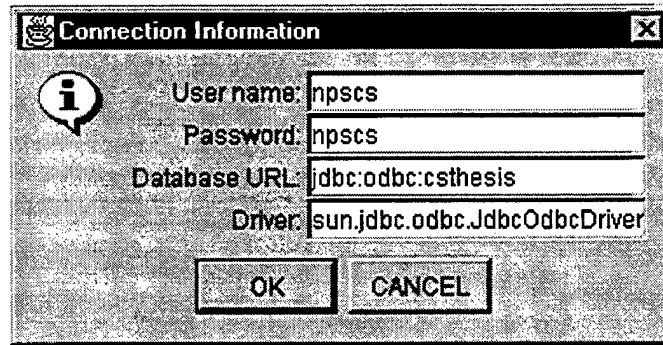 Connection Information
User name: npscs
Password: npscs
Database URL: jdbc:odbc:csthesis
Driver: sun.jdbc.odbc.JdbcOdbcDriver
OK CANCEL